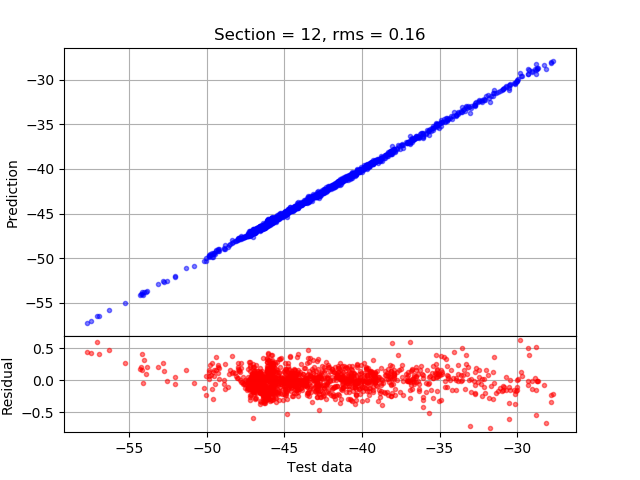 Section = 12, rms = 0.16
−30
−35
−40
−45
−50
−55
Prediction
0.5
0.0
−0.5
Residual
−55 −50 −45 −40 −35 −30
Test data